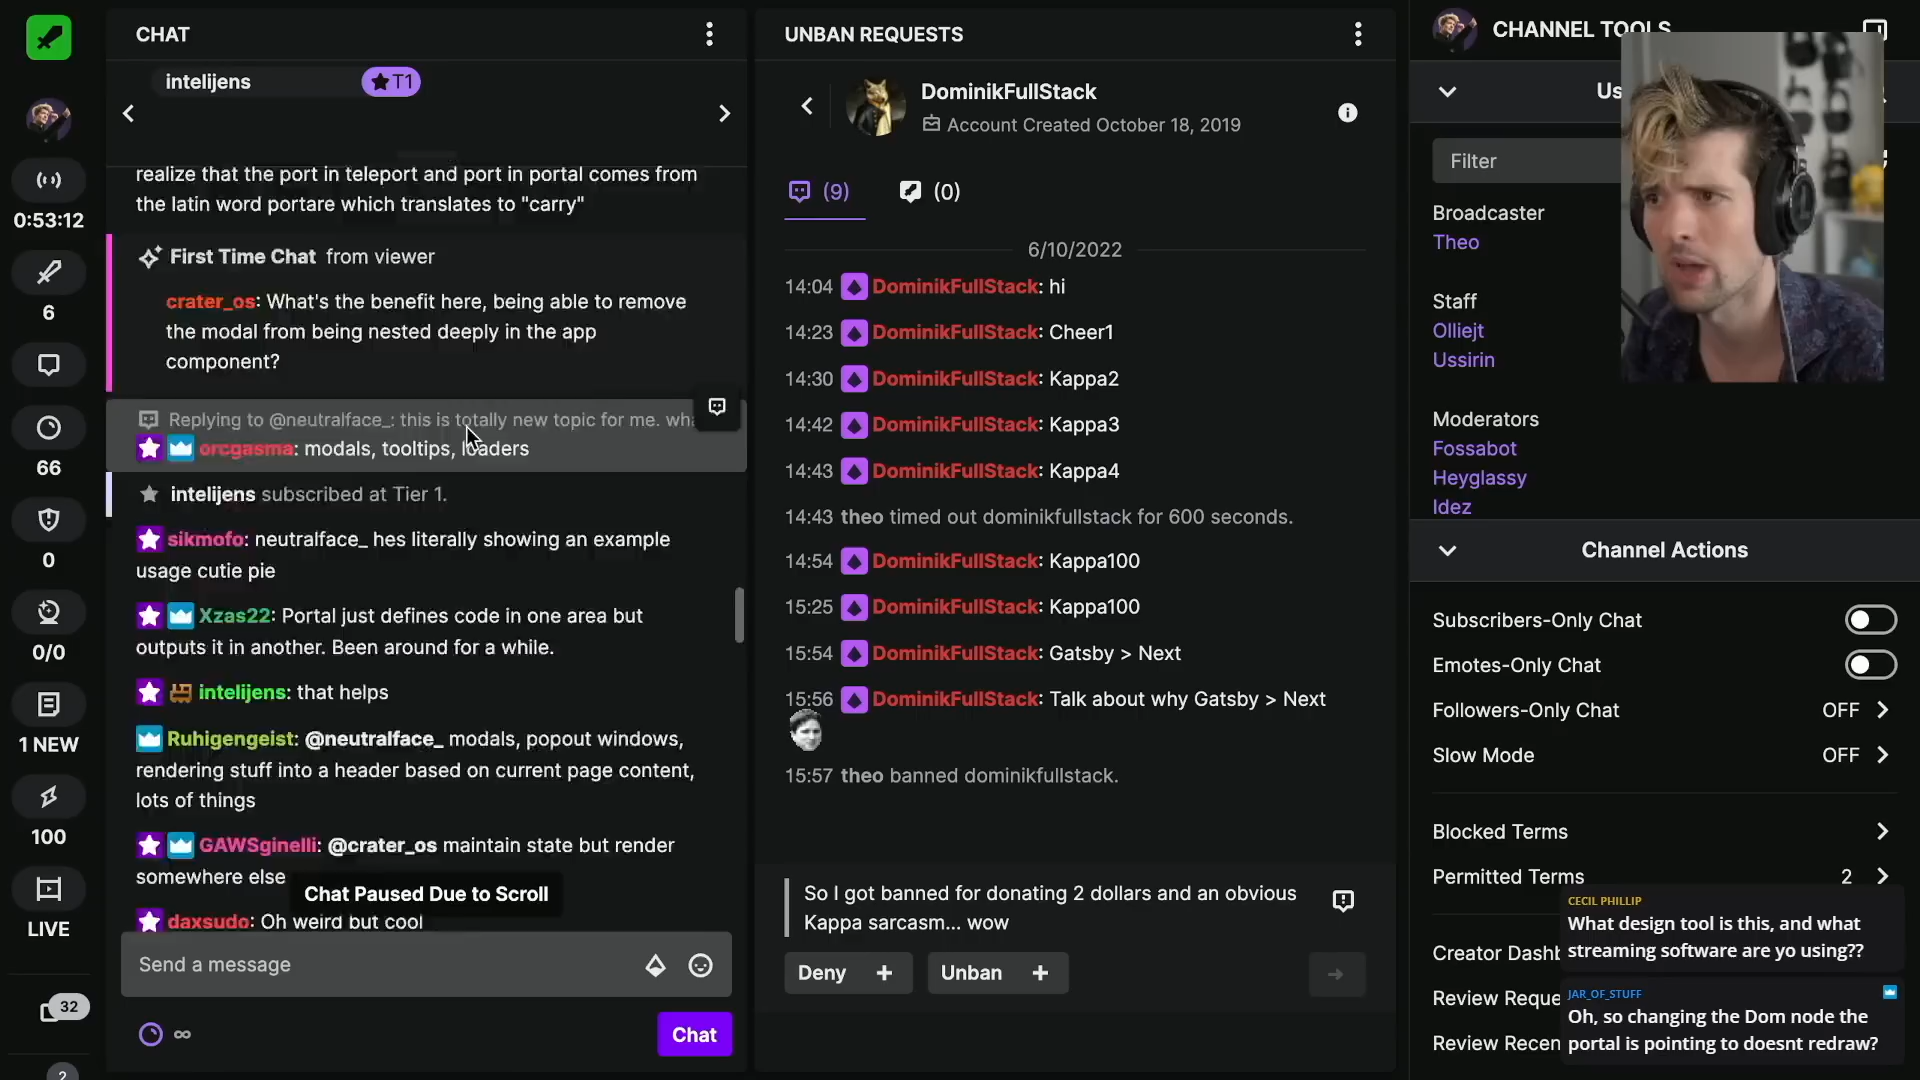 0:53:12
6
66
0
0/0
1 NEW
100
LIVE
32
2
CHAT
intelijens
T1
realize that the port in teleport and port in portal comes from
the latin word portare which translates to "carry"
First Time Chat from viewer
crater_os: What's the benefit here, being able to remove
the modal from being nested deeply in the app
component?
Replying to @neutralface_: this is totally new topic for me. wha
orcgasma: modals, tooltips, loaders
intelijens subscribed at Tier 1.
sikmofo: neutralface_ hes literally showing an example
usage cutie pie
Xzas22: Portal just defines code in one area but
outputs it in another. Been around for a while.
intelijens: that helps
Ruhigengeist: @neutralface_ modals, popout windows,
rendering stuff into a header based on current page content,
lots of things
GAWSginelli: @crater_os maintain state but render
somewhere else
Chat Paused Due to Scroll
daxsudo: Oh weird but cool
Send a message
∞
Chat
UNBAN REQUESTS
DominikFullStack
Account Created October 18, 2019
(9)
(0)
6/10/2022
14:04 DominikFullStack: hi
14:23 DominikFullStack: Cheer1
14:30 DominikFullStack: Kappa2
14:42 DominikFullStack: Kappa3
14:43 DominikFullStack: Kappa4
14:43 theo timed out dominikfullstack for 600 seconds.
14:54 DominikFullStack: Kappa100
15:25 DominikFullStack: Kappa100
15:54 DominikFullStack: Gatsby > Next
15:56 DominikFullStack: Talk about why Gatsby > Next
15:57 theo banned dominikfullstack.
So I got banned for donating 2 dollars and an obvious
Kappa sarcasm... wow
Deny +
Unban +
CHANNEL TOOLS
Us
Filter
Broadcaster
Theo
Staff
Olliejt
Ussirin
Moderators
Fossabot
Heyglassy
Idez
Channel Actions
Subscribers-Only Chat
Emotes-Only Chat
Followers-Only Chat OFF
Slow Mode OFF
Blocked Terms
Permitted Terms 2
Creator Dashb
Review Reque
Review Recen
CECIL PHILLIP
What design tool is this, and what
streaming software are yo using??
JAR_OF_STUFF
Oh, so changing the Dom node the
portal is pointing to doesnt redraw?